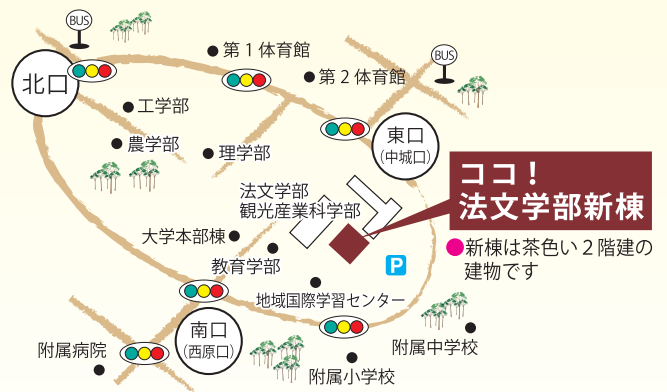 BUS
北口
第1体育館
第2体育館
BUS
工学部
農学部
理学部
東口
(中城口)
ココ！
法文学部新棟
●新棟は茶色い2階建の
建物です
法文学部
観光産業科学部
大学本部棟
教育学部
P
地域国際学習センター
南口
(西原口)
附属病院
附属小学校
附属中学校